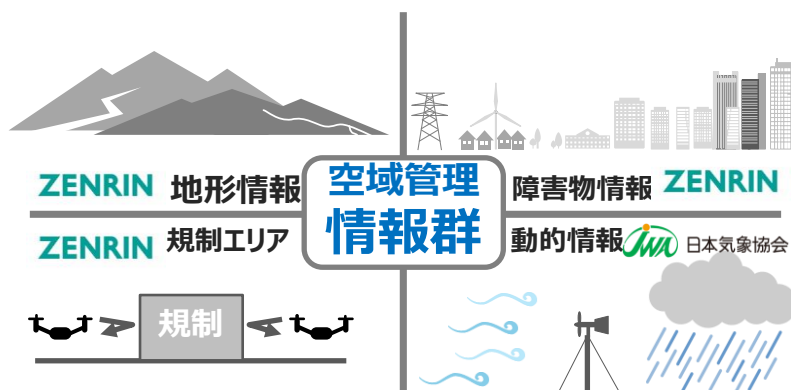 ZENRIN 地形情報
空域管理
情報群
障害物情報 ZENRIN
ZENRIN 規制エリア
動的情報 JWA 日本気象協会
規制